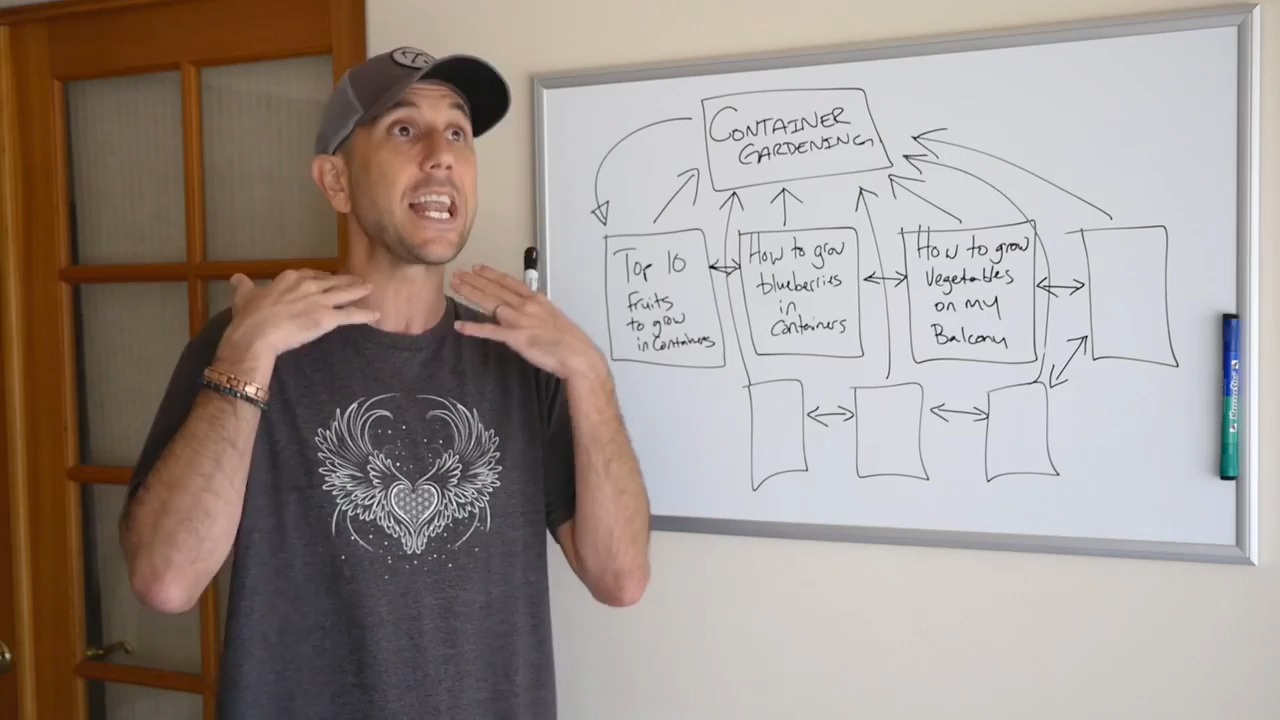 CONTAINER
GARDENING
Top 10
fruits
to grow
in containers
How to grow
blueberries
in
containers
How to grow
vegetables
on my
Balcony